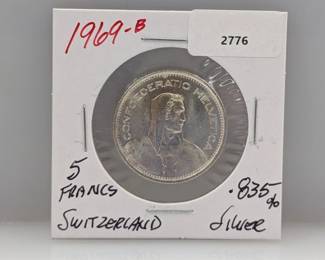 1969-B
2776
CONFOEDERATIO HELVETICA
5
FRANCS
SWITZERLAND
.835%
SILVER